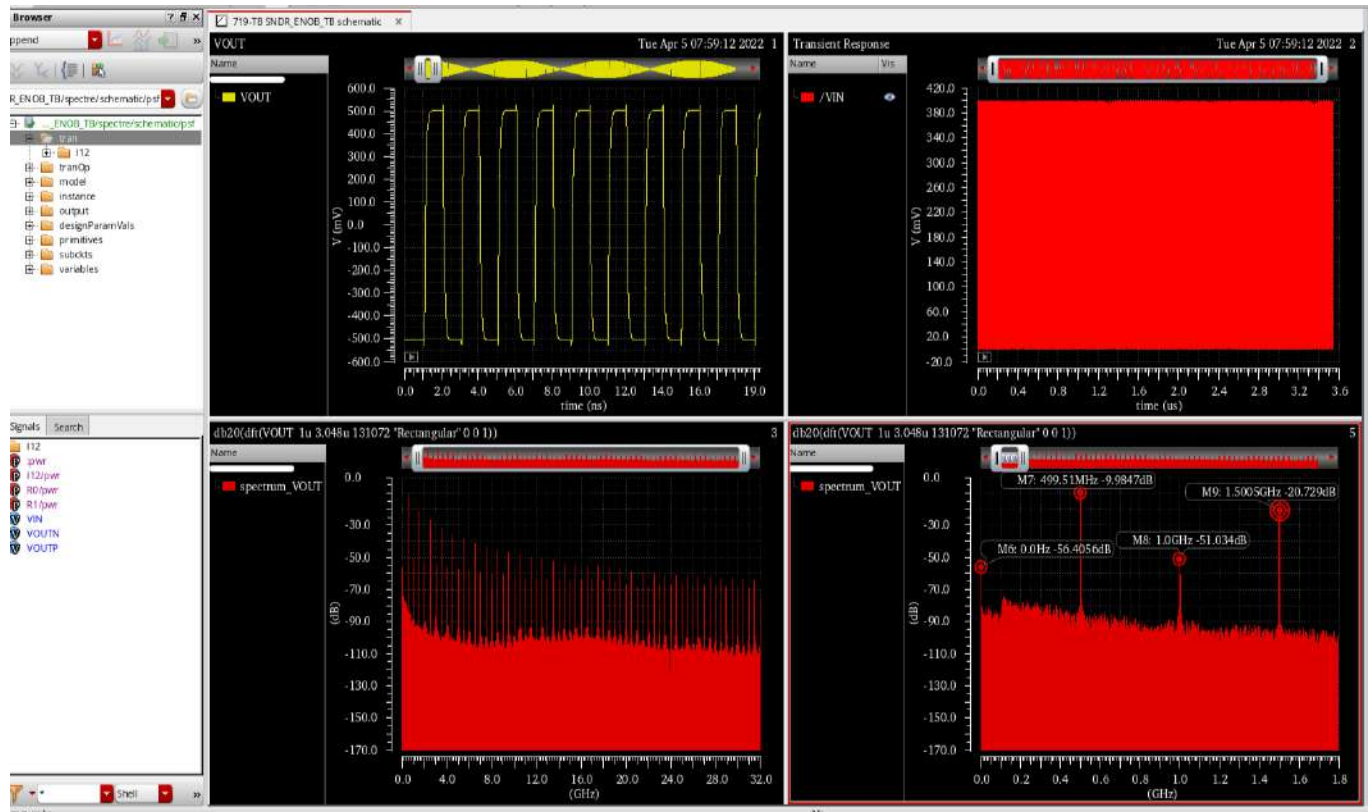 Browser
719-TB SNDR_ENOB_TB schematic
ppend
R_ENOB_TB/spectre/schematic/psf
..._ENOB_TB/spectre/schematic/psf
tran
I12
tranOp
model
instance
output
designParamVals
primitives
subckts
variables
Signals
Search
I12
:pwr
I12/pwr
R0/pwr
R1/pwr
VIN
VOUTN
VOUTP
Shell
VOUT
Tue Apr 5 07:59:12 2022 1
Name
VOUT
600.0
500.0
400.0
300.0
200.0
100.0
0.0
-100.0
-200.0
-300.0
-400.0
-500.0
-600.0
V (mV)
0.0 2.0 4.0 6.0 8.0 10.0 12.0 14.0 16.0 19.0
time (ns)
Transient Response
Tue Apr 5 07:59:12 2022 2
Name Vis
/VIN
420.0
380.0
340.0
300.0
260.0
220.0
180.0
140.0
100.0
60.0
20.0
-20.0
V (mV)
0.0 0.4 0.8 1.2 1.6 2.0 2.4 2.8 3.2 3.6
time (us)
db20(dft(VOUT 1u 3.048u 131072 "Rectangular" 0 0 1))
3
Name
spectrum_VOUT
0.0
-30.0
-50.0
-70.0
-90.0
-110.0
-130.0
-150.0
-170.0
(dB)
0.0 4.0 8.0 12.0 16.0 20.0 24.0 28.0 32.0
(GHz)
db20(dft(VOUT 1u 3.048u 131072 "Rectangular" 0 0 1))
5
Name
spectrum_VOUT
M7: 499.51MHz -9.9847dB
M9: 1.5005GHz -20.729dB
M6: 0.0Hz -56.4056dB
M8: 1.0GHz -51.034dB
0.0
-30.0
-50.0
-70.0
-90.0
-110.0
-130.0
-150.0
-170.0
(dB)
0.0 0.2 0.4 0.6 0.8 1.0 1.2 1.4 1.6 1.8
(GHz)